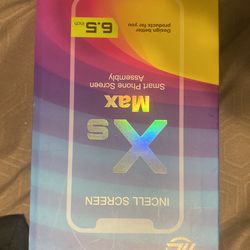 INCELL SCREEN
XS
Max
Smart Phone Screen
Assembly
6.5 inch
Design better
products for you